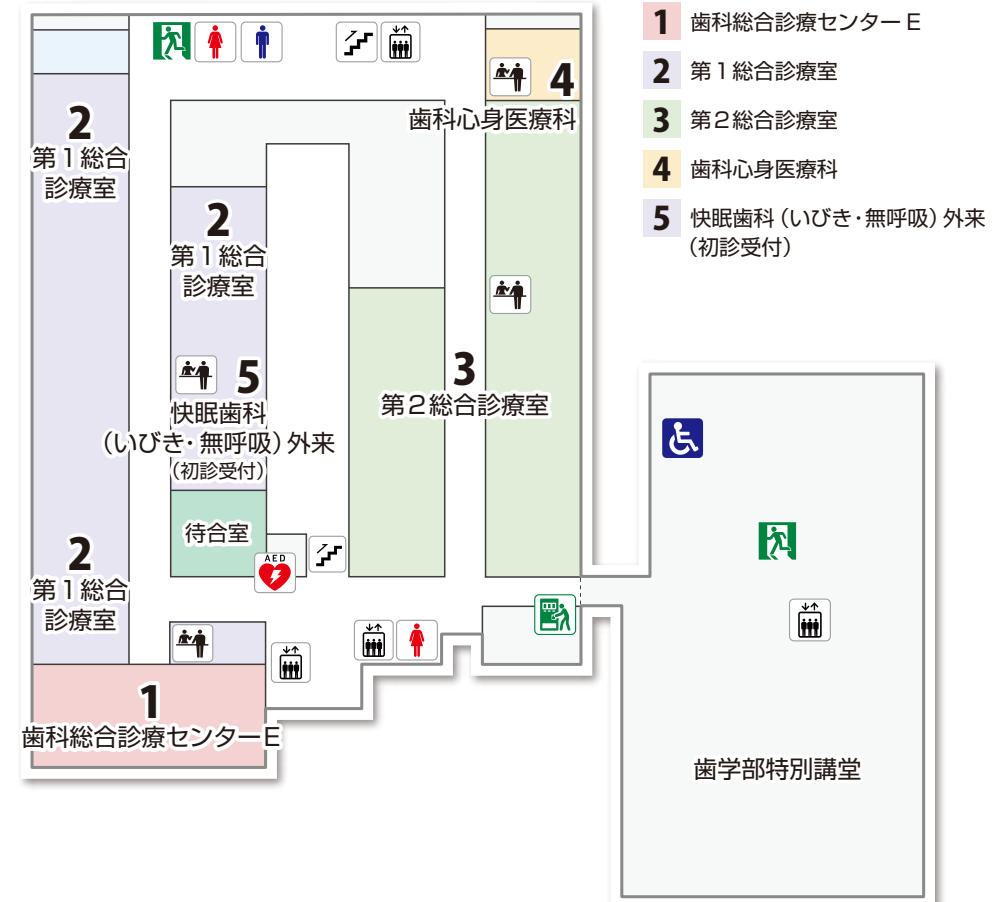 1 歯科総合診療センターE
2 第1総合診療室
3 第2総合診療室
4 歯科心身医療科
5 快眠歯科(いびき・無呼吸)外来
(初診受付)
4
歯科心身医療科
2
第1総合
診療室
2
第1総合
診療室
5
快眠歯科
(いびき・無呼吸)外来
(初診受付)
3
第2総合診療室
待合室
AED
2
第1総合
診療室
1
歯科総合診療センターE
歯学部特別講堂